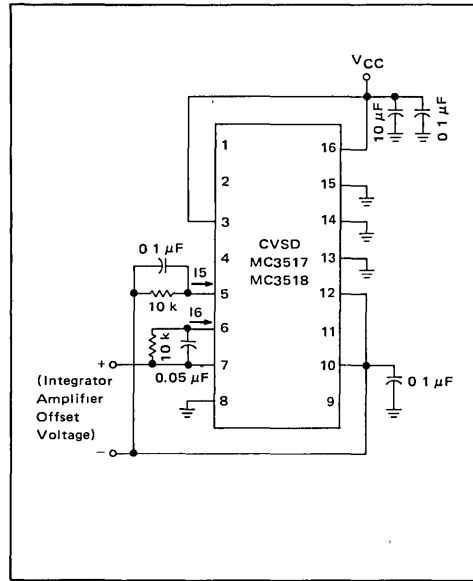 VCC
10 µF
0 1 µF
1
16
2
15
3
14
CVSD
MC3517
MC3518
4
13
0 1 µF
I5
5
12
10 k
I6
6
11
10 k
+
7
10
0.05 µF
0 1 µF
(Integrator
Amplifier
Offset
Voltage)
8
9
−